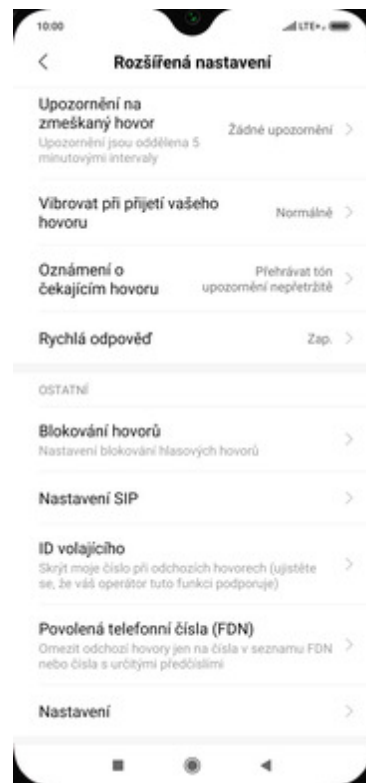 10:00
LTE+
Rozšířená nastavení
Upozornění na
zmeškaný hovor
Upozornění jsou oddělena 5
minutovými intervaly
Žádné upozornění
Vibrovat při přijetí vašeho
hovoru
Normálně
Oznámení o
čekajícím hovoru
Přehrávat tón
upozornění nepřetržitě
Rychlá odpověď
Zap.
OSTATNÍ
Blokování hovorů
Nastavení blokování hlasových hovorů
Nastavení SIP
ID volajícího
Skrýt moje číslo při odchozích hovorech (ujistěte
se, že váš operátor tuto funkci podporuje)
Povolená telefonní čísla (FDN)
Omezit odchozí hovory jen na čísla v seznamu FDN
nebo čísla s určitými předčíslími
Nastavení